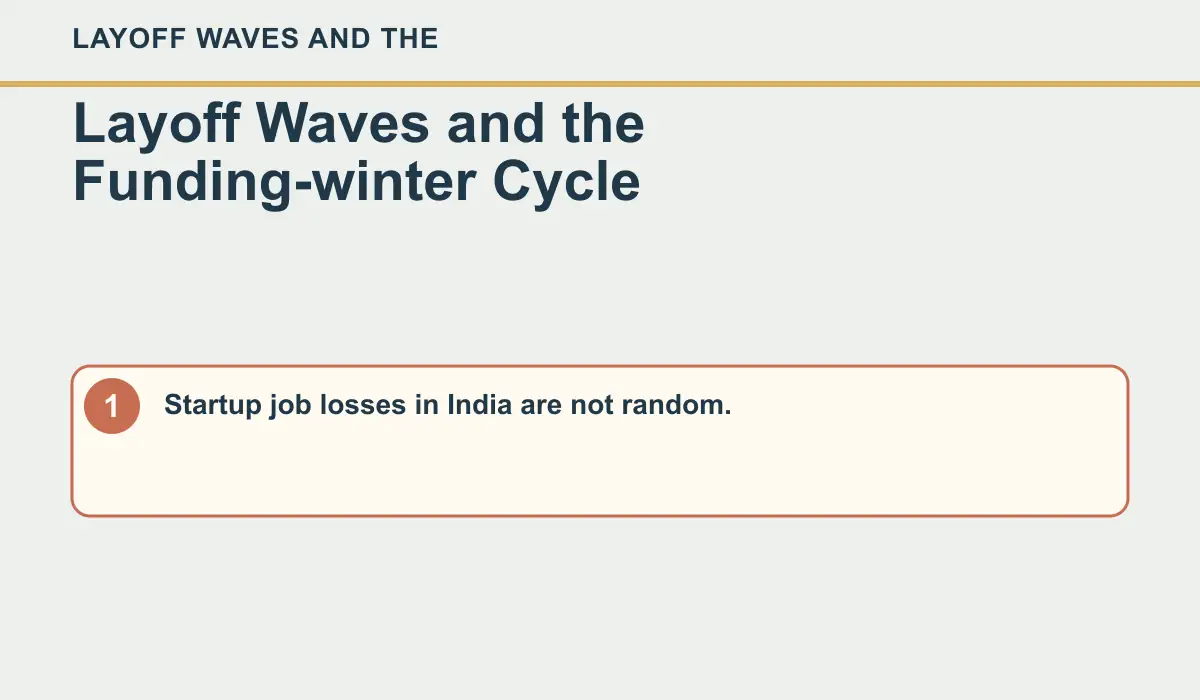 LAYOFF WAVES AND THE
Layoff Waves and the
Funding-winter Cycle
1
Startup job losses in India are not random.